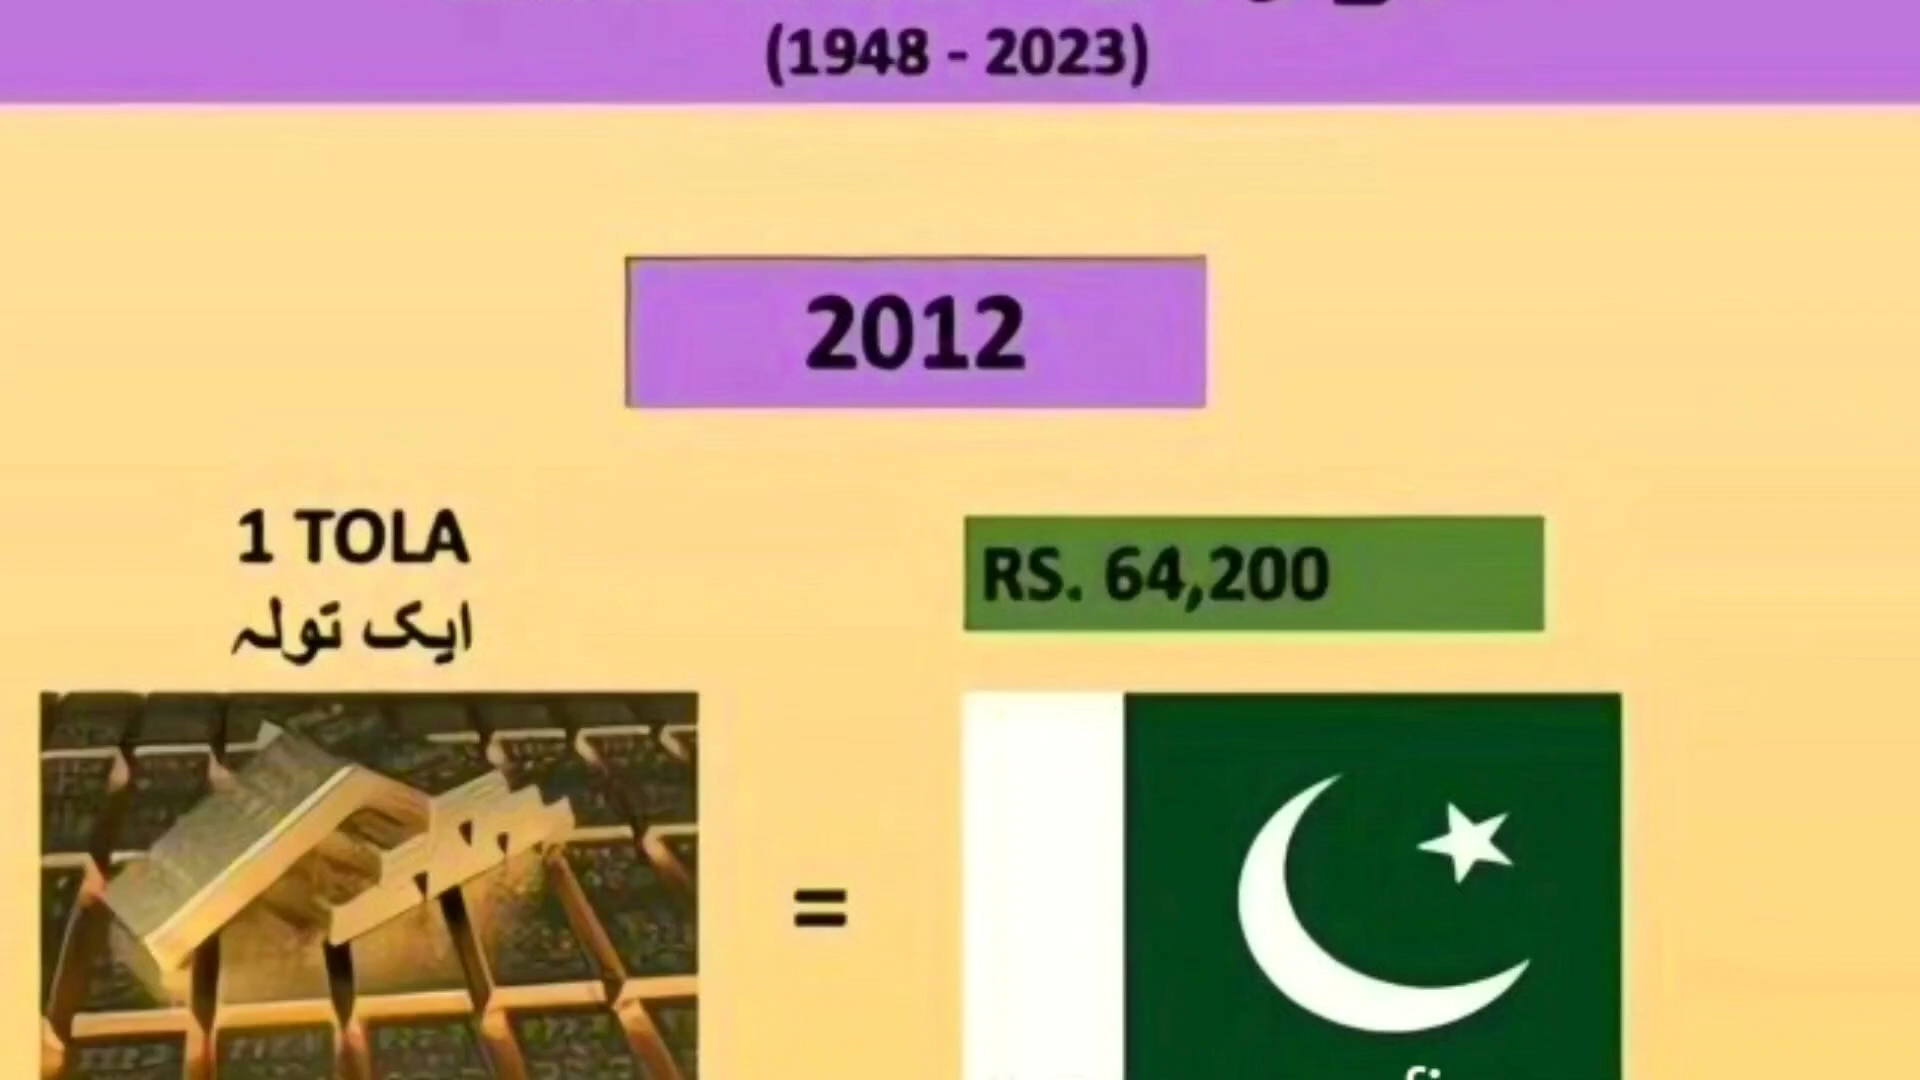 (1948 - 2023)
2012
1 TOLA
ایک تولہ
RS. 64,200
=